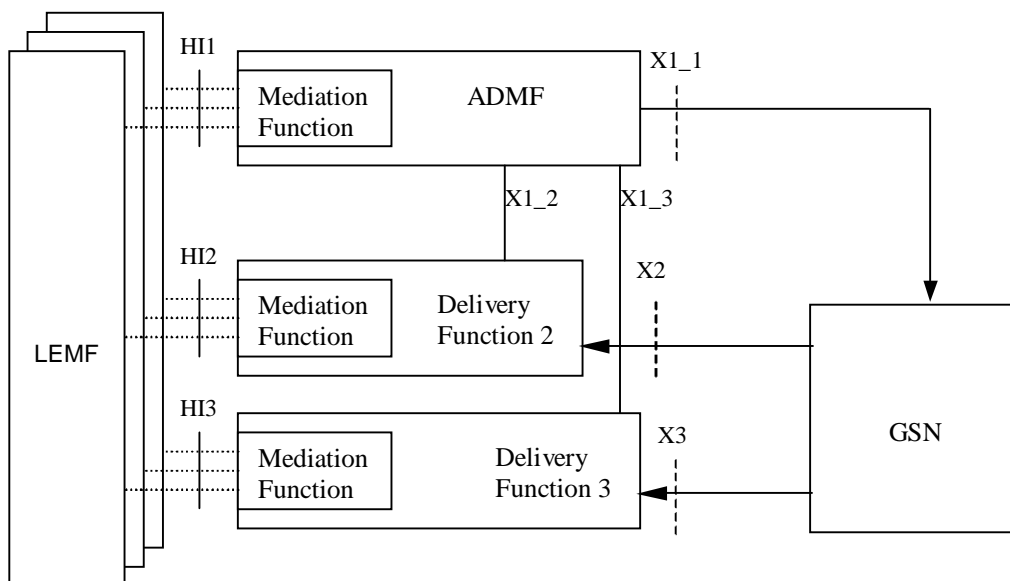 HI1
X1_1
Mediation
Function
ADMF
X1_2
X1_3
HI2
X2
Mediation
Function
Delivery
Function 2
LEMF
HI3
X3
GSN
Mediation
Function
Delivery
Function 3